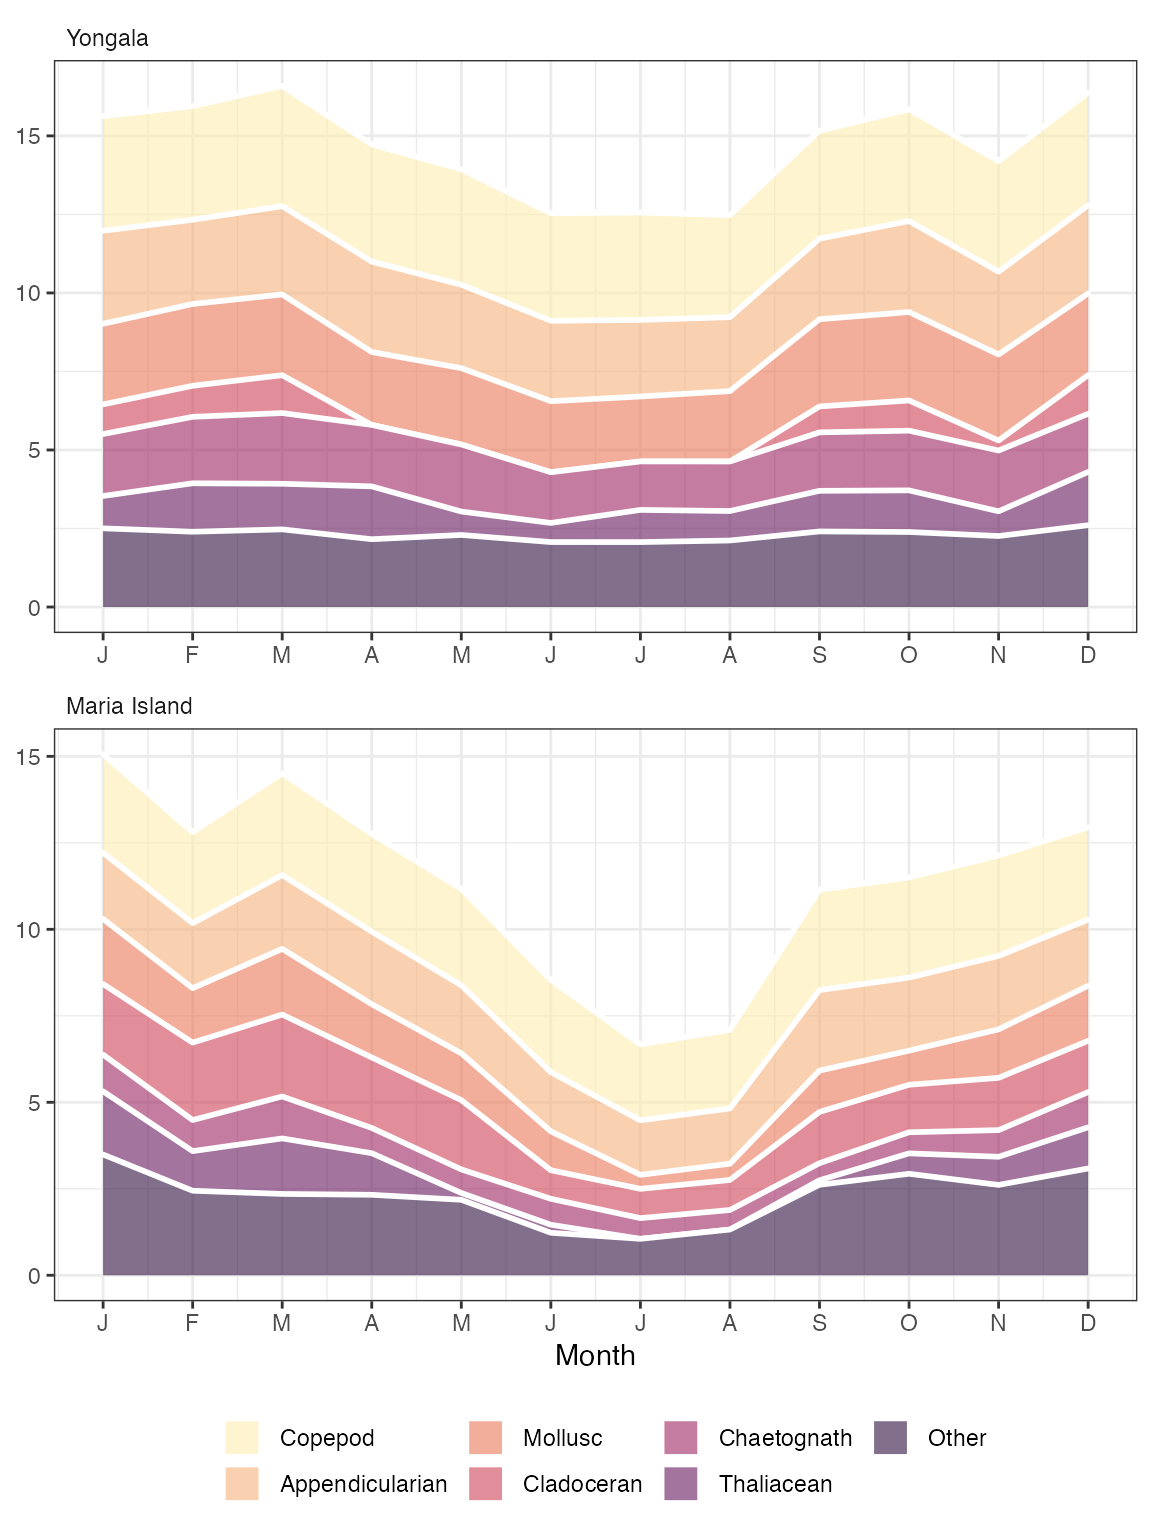 Yongala
15
10
5
0
J F M A M J J A S O N D
Maria Island
15
10
5
0
J F M A M J J A S O N D
Month
Copepod Mollusc Chaetognath Other
Appendicularian Cladoceran Thaliacean